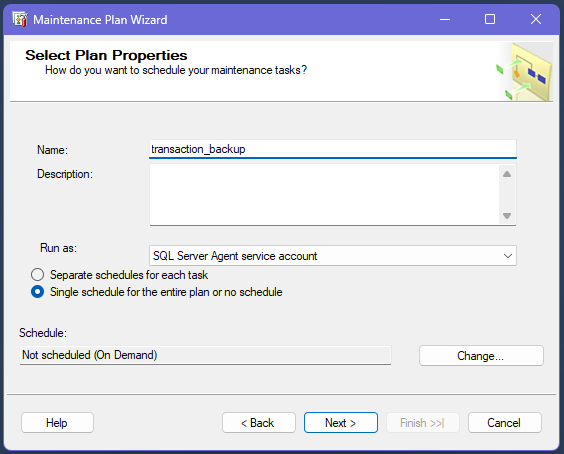 Maintenance Plan Wizard
Select Plan Properties
How do you want to schedule your maintenance tasks?
Name:
transaction_backup
Description:
Run as:
SQL Server Agent service account
Separate schedules for each task
Single schedule for the entire plan or no schedule
Schedule:
Not scheduled (On Demand)
Change...
Help
< Back
Next >
Finish >>|
Cancel